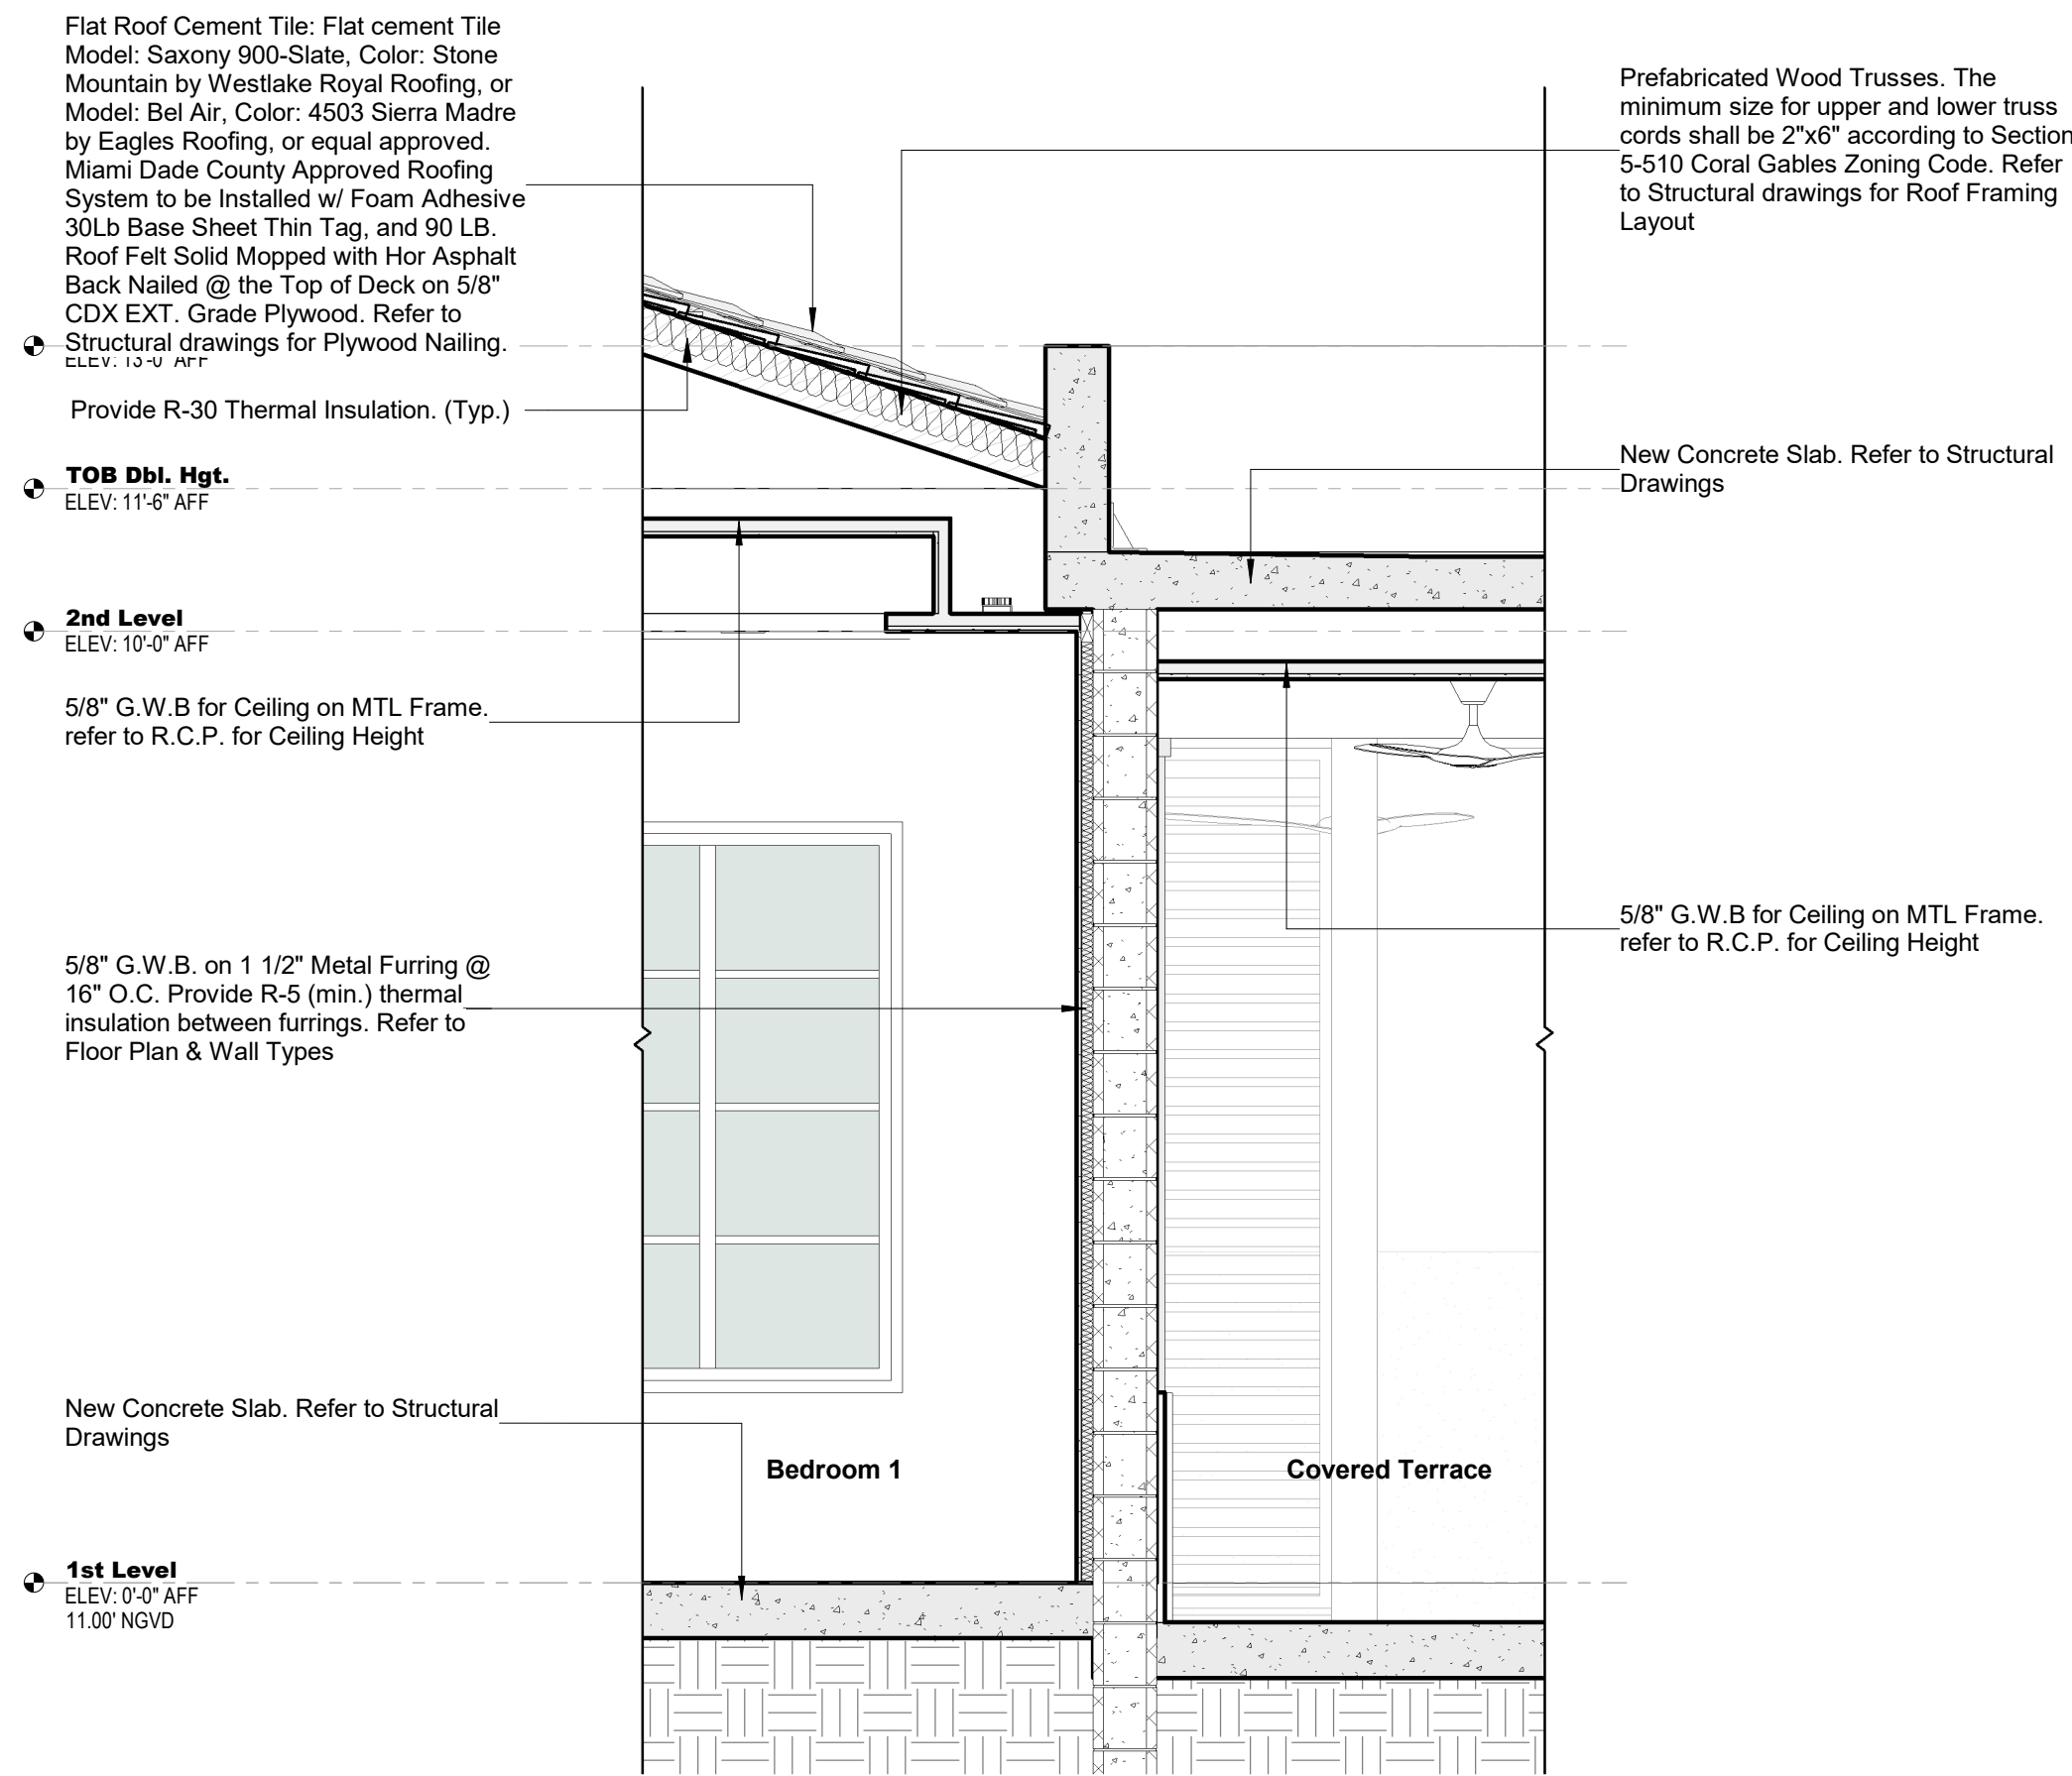 Flat Roof Cement Tile: Flat cement Tile
Model: Saxony 900-Slate, Color: Stone
Mountain by Westlake Royal Roofing, or
Model: Bel Air, Color: 4503 Sierra Madre
by Eagles Roofing, or equal approved.
Miami Dade County Approved Roofing
System to be Installed w/ Foam Adhesive
30Lb Base Sheet Thin Tag, and 90 LB.
Roof Felt Solid Mopped with Hor Asphalt
Back Nailed @ the Top of Deck on 5/8"
CDX EXT. Grade Plywood. Refer to
Structural drawings for Plywood Nailing.
ELEV: 13'-0" AFF
Provide R-30 Thermal Insulation. (Typ.)
TOB Dbl. Hgt.
ELEV: 11'-6" AFF
2nd Level
ELEV: 10'-0" AFF
5/8" G.W.B for Ceiling on MTL Frame.
refer to R.C.P. for Ceiling Height
5/8" G.W.B. on 1 1/2" Metal Furring @
16" O.C. Provide R-5 (min.) thermal
insulation between furrings. Refer to
Floor Plan & Wall Types
New Concrete Slab. Refer to Structural
Drawings
1st Level
ELEV: 0'-0" AFF
11.00' NGVD
Bedroom 1
Covered Terrace
Prefabricated Wood Trusses. The
minimum size for upper and lower truss
cords shall be 2"x6" according to Section
5-510 Coral Gables Zoning Code. Refer
to Structural drawings for Roof Framing
Layout
New Concrete Slab. Refer to Structural
Drawings
5/8" G.W.B for Ceiling on MTL Frame.
refer to R.C.P. for Ceiling Height